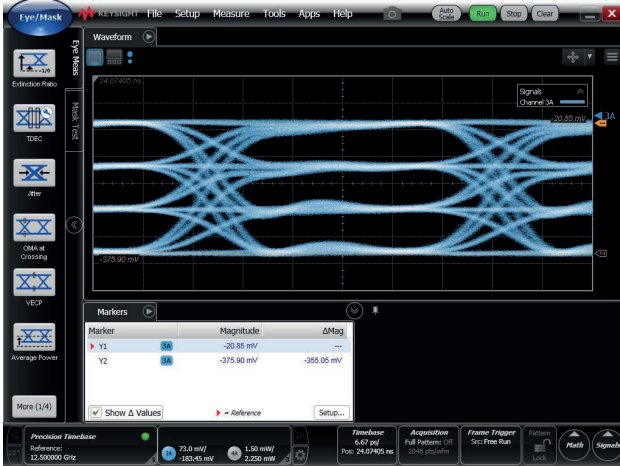 Eye/Mask
KEYSIGHT File Setup Measure Tools Apps Help
Auto Scale
Run
Stop
Clear
Waveform
Eye Meas
Mask Test
Extinction Ratio
TDEC
Jitter
OMA at
Crossing
VECP
Average Power
More (1/4)
24.07405 ns
Signals
Channel 3A
-20.85 mV
3A
-375.90 mV
Markers
Marker Magnitude ΔMag
Y1 3A -20.85 mV ---
Y2 3A -375.90 mV -355.05 mV
Show Δ Values
= Reference
Setup...
Precision Timebase
Reference:
12.500000 GHz
3A
73.0 mV/
-183.45 mV
4A
1.50 mW/
2.250 mW
Timebase
6.67 ps/
Pos: 24.07405 ns
Acquisition
Full Pattern: Off
2048 pts/wfm
Frame Trigger
Src: Free Run
Pattern
Lock
Math
Signals